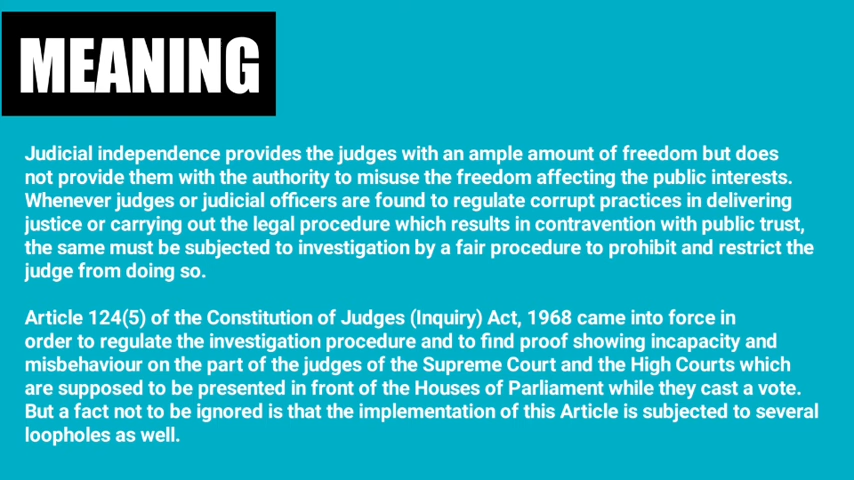 MEANING
Judicial independence provides the judges with an ample amount of freedom but does
not provide them with the authority to misuse the freedom affecting the public interests.
Whenever judges or judicial officers are found to regulate corrupt practices in delivering
justice or carrying out the legal procedure which results in contravention with public trust,
the same must be subjected to investigation by a fair procedure to prohibit and restrict the
judge from doing so.
Article 124(5) of the Constitution of Judges (Inquiry) Act, 1968 came into force in
order to regulate the investigation procedure and to find proof showing incapacity and
misbehaviour on the part of the judges of the Supreme Court and the High Courts which
are supposed to be presented in front of the Houses of Parliament while they cast a vote.
But a fact not to be ignored is that the implementation of this Article is subjected to several
loopholes as well.